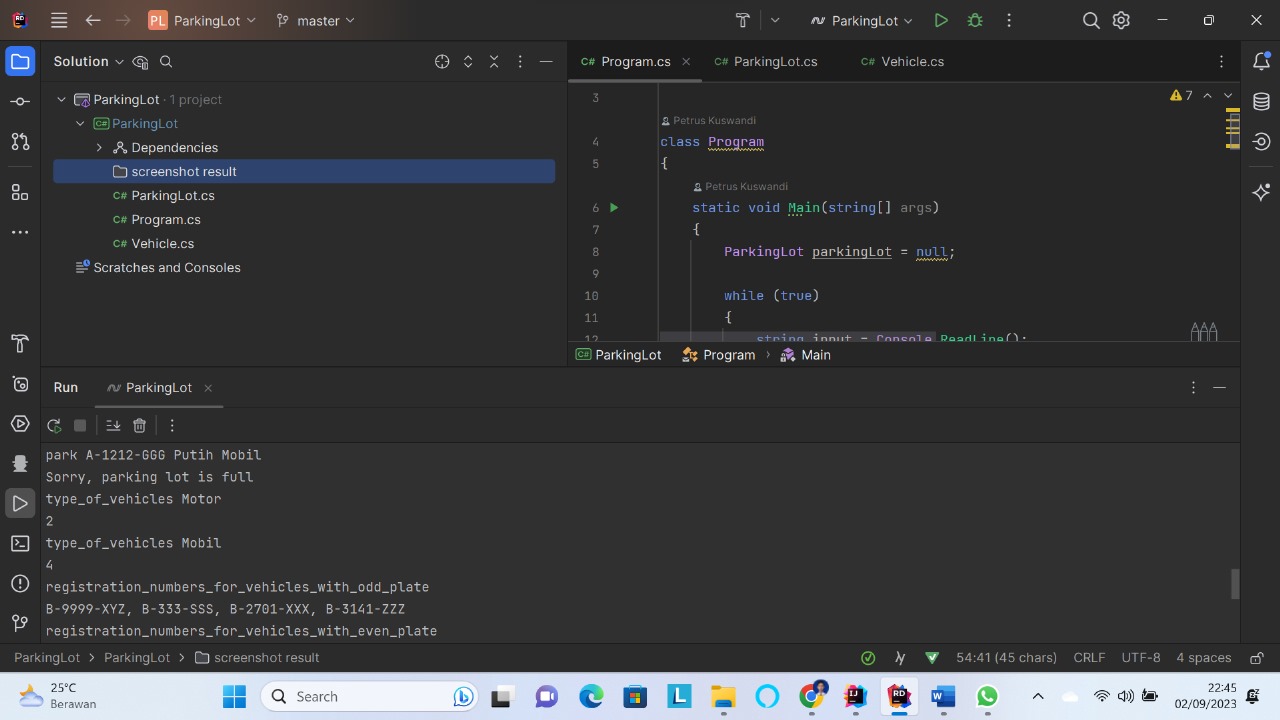 PL ParkingLot master ParkingLot
Solution
Program.cs ParkingLot.cs Vehicle.cs
ParkingLot · 1 project
ParkingLot
Dependencies
screenshot result
ParkingLot.cs
Program.cs
Vehicle.cs
Scratches and Consoles
7
3
Petrus Kuswandi
4 class Program
5 {
Petrus Kuswandi
6 static void Main(string[] args)
7 {
8 ParkingLot parkingLot = null;
9
10 while (true)
11 {
12 string input = Console.ReadLine();
ParkingLot Program Main
Run ParkingLot
park A-1212-GGG Putih Mobil
Sorry, parking lot is full
type_of_vehicles Motor
2
type_of_vehicles Mobil
4
registration_numbers_for_vehicles_with_odd_plate
B-9999-XYZ, B-333-SSS, B-2701-XXX, B-3141-ZZZ
registration_numbers_for_vehicles_with_even_plate
ParkingLot ParkingLot screenshot result 54:41 (45 chars) CRLF UTF-8 4 spaces
25°C
Berawan
Search
22:45
02/09/2023